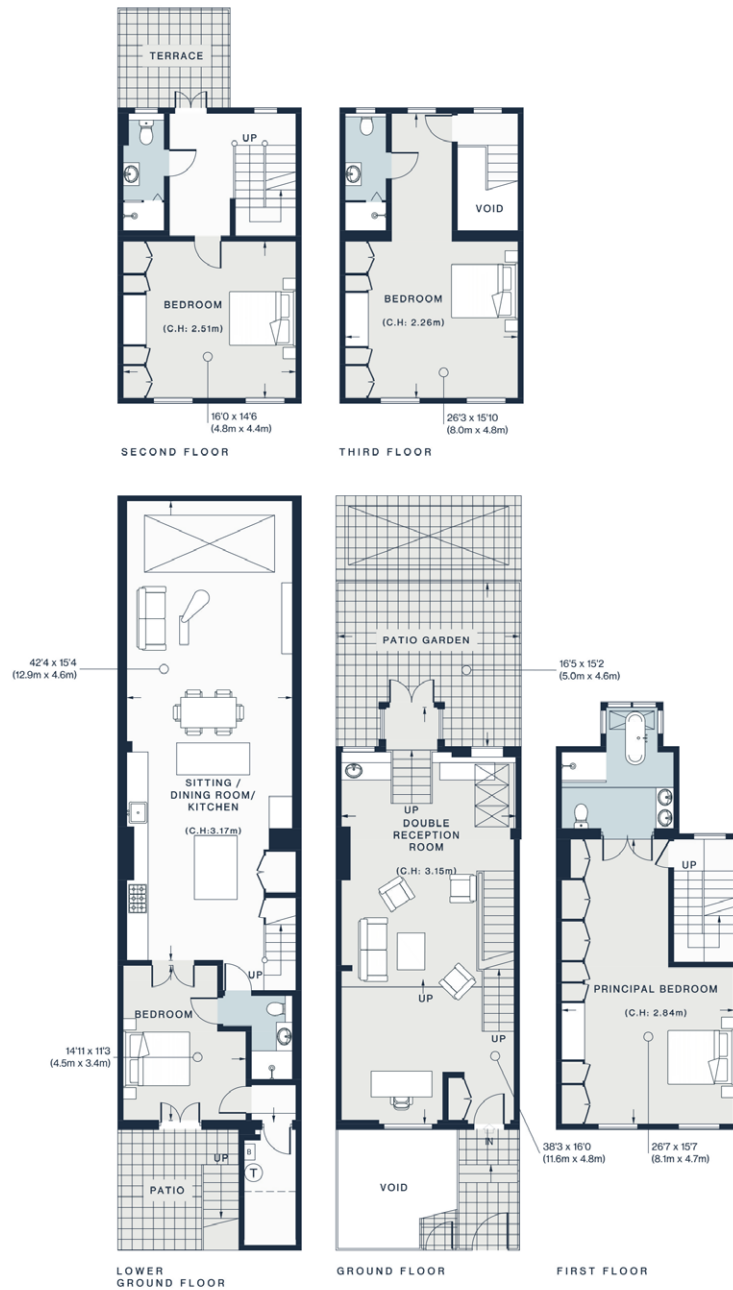 TERRACE
UP
BEDROOM
(C.H: 2.51m)
16'0 x 14'6
(4.8m x 4.4m)
SECOND FLOOR
VOID
BEDROOM
(C.H: 2.26m)
26'3 x 15'10
(8.0m x 4.8m)
THIRD FLOOR
42'4 x 15'4
(12.9m x 4.6m)
SITTING /
DINING ROOM/
KITCHEN
(C.H:3.17m)
UP
BEDROOM
14'11 x 11'3
(4.5m x 3.4m)
UP
B
T
PATIO
LOWER
GROUND FLOOR
PATIO GARDEN
16'5 x 15'2
(5.0m x 4.6m)
UP
DOUBLE
RECEPTION
ROOM
(C.H: 3.15m)
UP
UP
IN
38'3 x 16'0
(11.6m x 4.8m)
VOID
GROUND FLOOR
UP
PRINCIPAL BEDROOM
(C.H: 2.84m)
26'7 x 15'7
(8.1m x 4.7m)
FIRST FLOOR